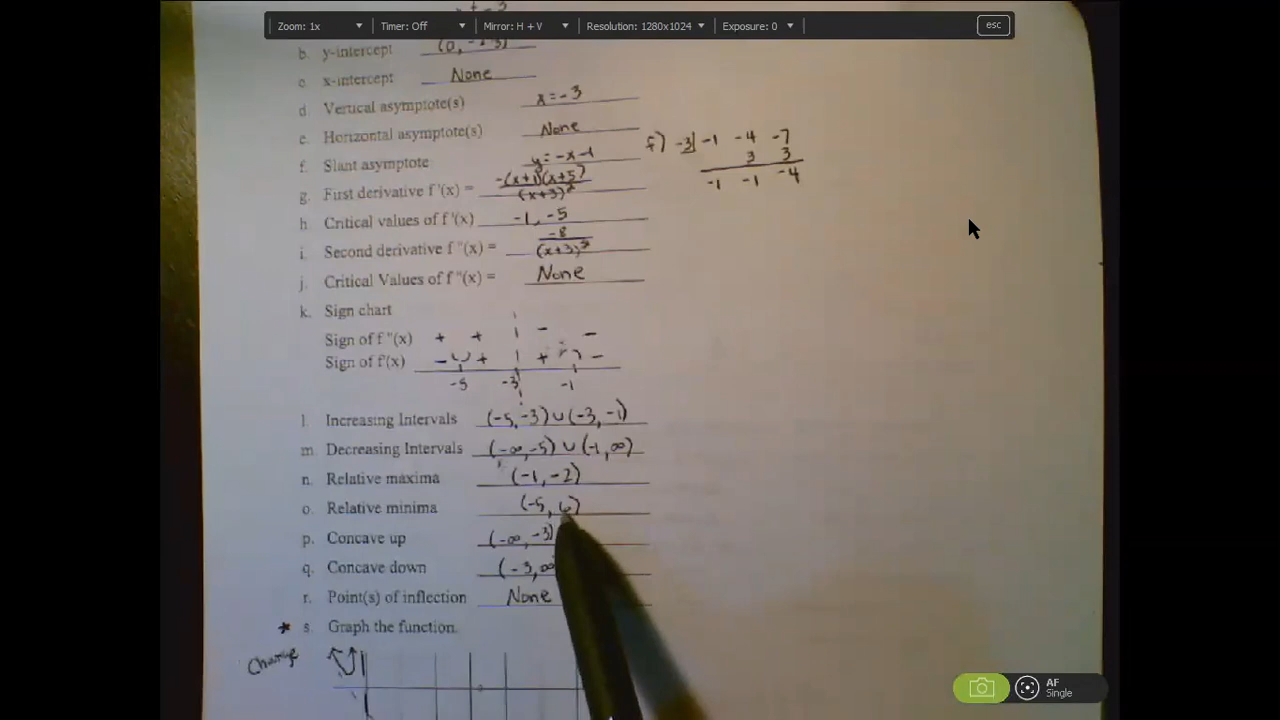 Zoom: 1x Timer: Off Mirror: H + V Resolution: 1280x1024 Exposure: 0 esc
b. y-intercept
c. x-intercept None
d. Vertical asymptote(s) x = -3
e. Horizontal asymptote(s) None
f. Slant asymptote y = -x-1
g. First derivative f '(x) = -(x+1)(x+5) / (x+3)²
h. Critical values of f '(x) -1, -5
i. Second derivative f "(x) = -8 / (x+3)³
j. Critical Values of f "(x) = None
k. Sign chart
Sign of f "(x) + + - -
Sign of f'(x) - + + -
-5 -3 -1
l. Increasing Intervals (-5, -3) ∪ (-3, -1)
m. Decreasing Intervals (-∞, -5) ∪ (-1, ∞)
n. Relative maxima (-1, -2)
o. Relative minima (-5, 6)
p. Concave up (-∞, -3)
q. Concave down (-3, ∞
r. Point(s) of inflection None
* s. Graph the function.
Change
f) -3| -1 -4 -7
3 3
-1 -1 -4
AF
Single